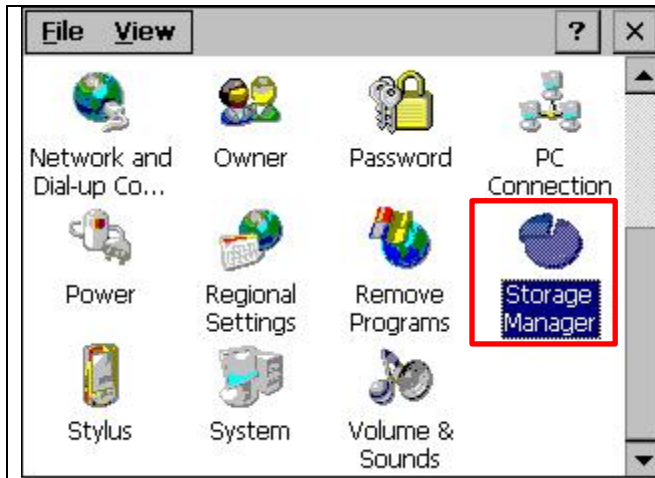 File View ? ×
Network and
Dial-up Co...
Owner
Password
PC
Connection
Power
Regional
Settings
Remove
Programs
Storage
Manager
Stylus
System
Volume &
Sounds